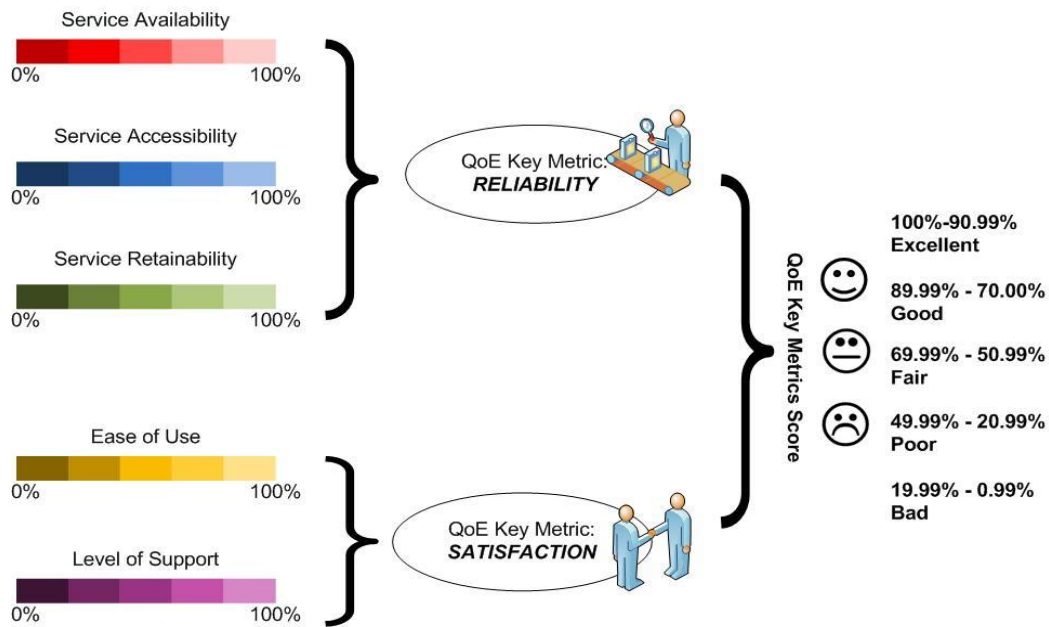 Service Availability
0% 100%
Service Accessibility
0% 100%
Service Retainability
0% 100%
Ease of Use
0% 100%
Level of Support
0% 100%
QoE Key Metric:
RELIABILITY
QoE Key Metric:
SATISFACTION
QoE Key Metrics Score
100%-90.99%
Excellent
89.99% - 70.00%
Good
69.99% - 50.99%
Fair
49.99% - 20.99%
Poor
19.99% - 0.99%
Bad